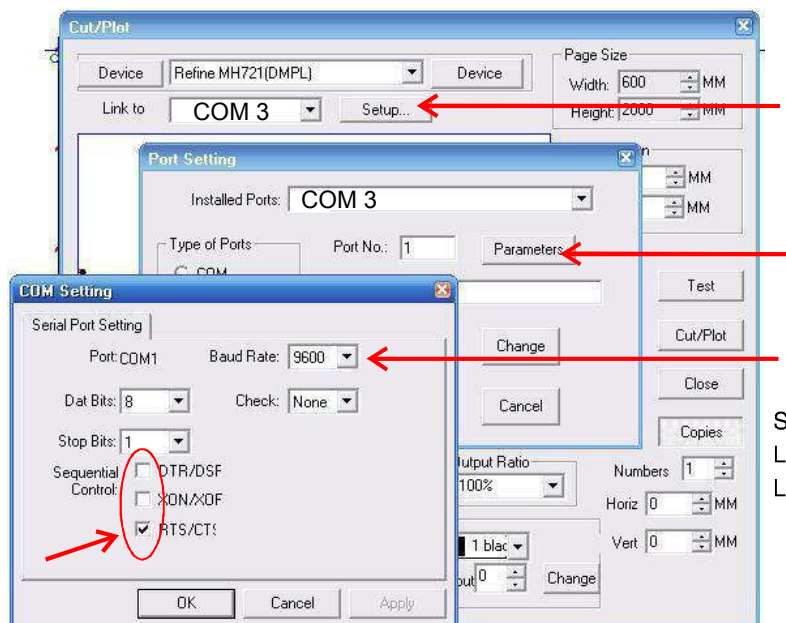 Cut/Plot
Device Refine MH721(DMPL) Device
Link to COM 3 Setup...
Page Size
Width: 600 MM
Height: 2000 MM
MM
MM
Port Setting
Installed Ports: COM 3
Type of Ports
COM
Port No.: 1 Parameters
Change
Cancel
Test
Cut/Plot
Close
Copies
Numbers 1
Horiz 0 MM
Vert 0 MM
Output Ratio
100%
1 blac
0 Change
COM Setting
Serial Port Setting
Port: COM1 Baud Rate: 9600
Dat Bits: 8 Check: None
Stop Bits: 1
Sequential
Control:
DTR/DSF
XON/XOF
RTS/CTS
OK Cancel Apply
S
L
L